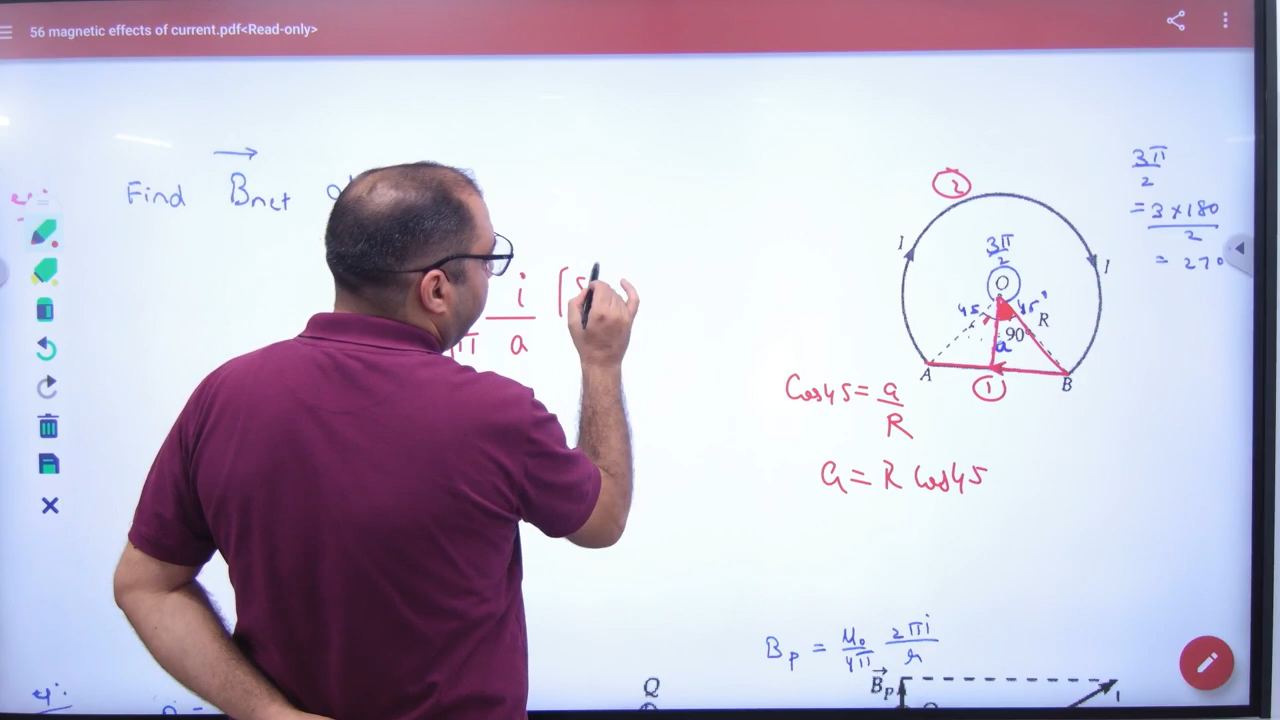 56 magnetic effects of current.pdf<Read-only>
Find B⃗net
i
π a
2
I I
3π
2
O
45 45°
R
90°
a
A B
1
3π
2
= 3×180
2
= 270
Cos45 = a
R
a = R cos45
Bp = μ₀ 2πi
4π r
B⃗p
Q